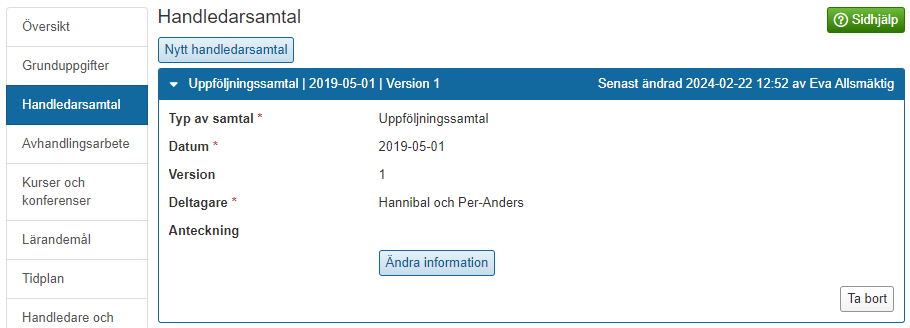 Översikt
Grunduppgifter
Handledarsamtal
Avhandlingsarbete
Kurser och
konferenser
Lärandemål
Tidplan
Handledare och
Handledarsamtal
Sidhjälp
Nytt handledarsamtal
Uppföljningssamtal | 2019-05-01 | Version 1 Senast ändrad 2024-02-22 12:52 av Eva Allsmäktig
Typ av samtal * Uppföljningssamtal
Datum * 2019-05-01
Version 1
Deltagare * Hannibal och Per-Anders
Anteckning
Ändra information
Ta bort